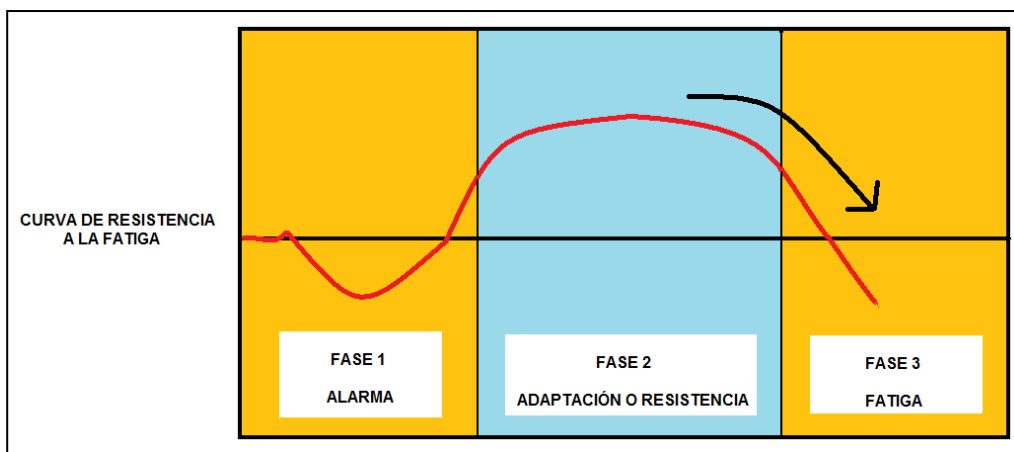 CURVA DE RESISTENCIA
A LA FATIGA
FASE 1
ALARMA
FASE 2
ADAPTACIÓN O RESISTENCIA
FASE 3
FATIGA